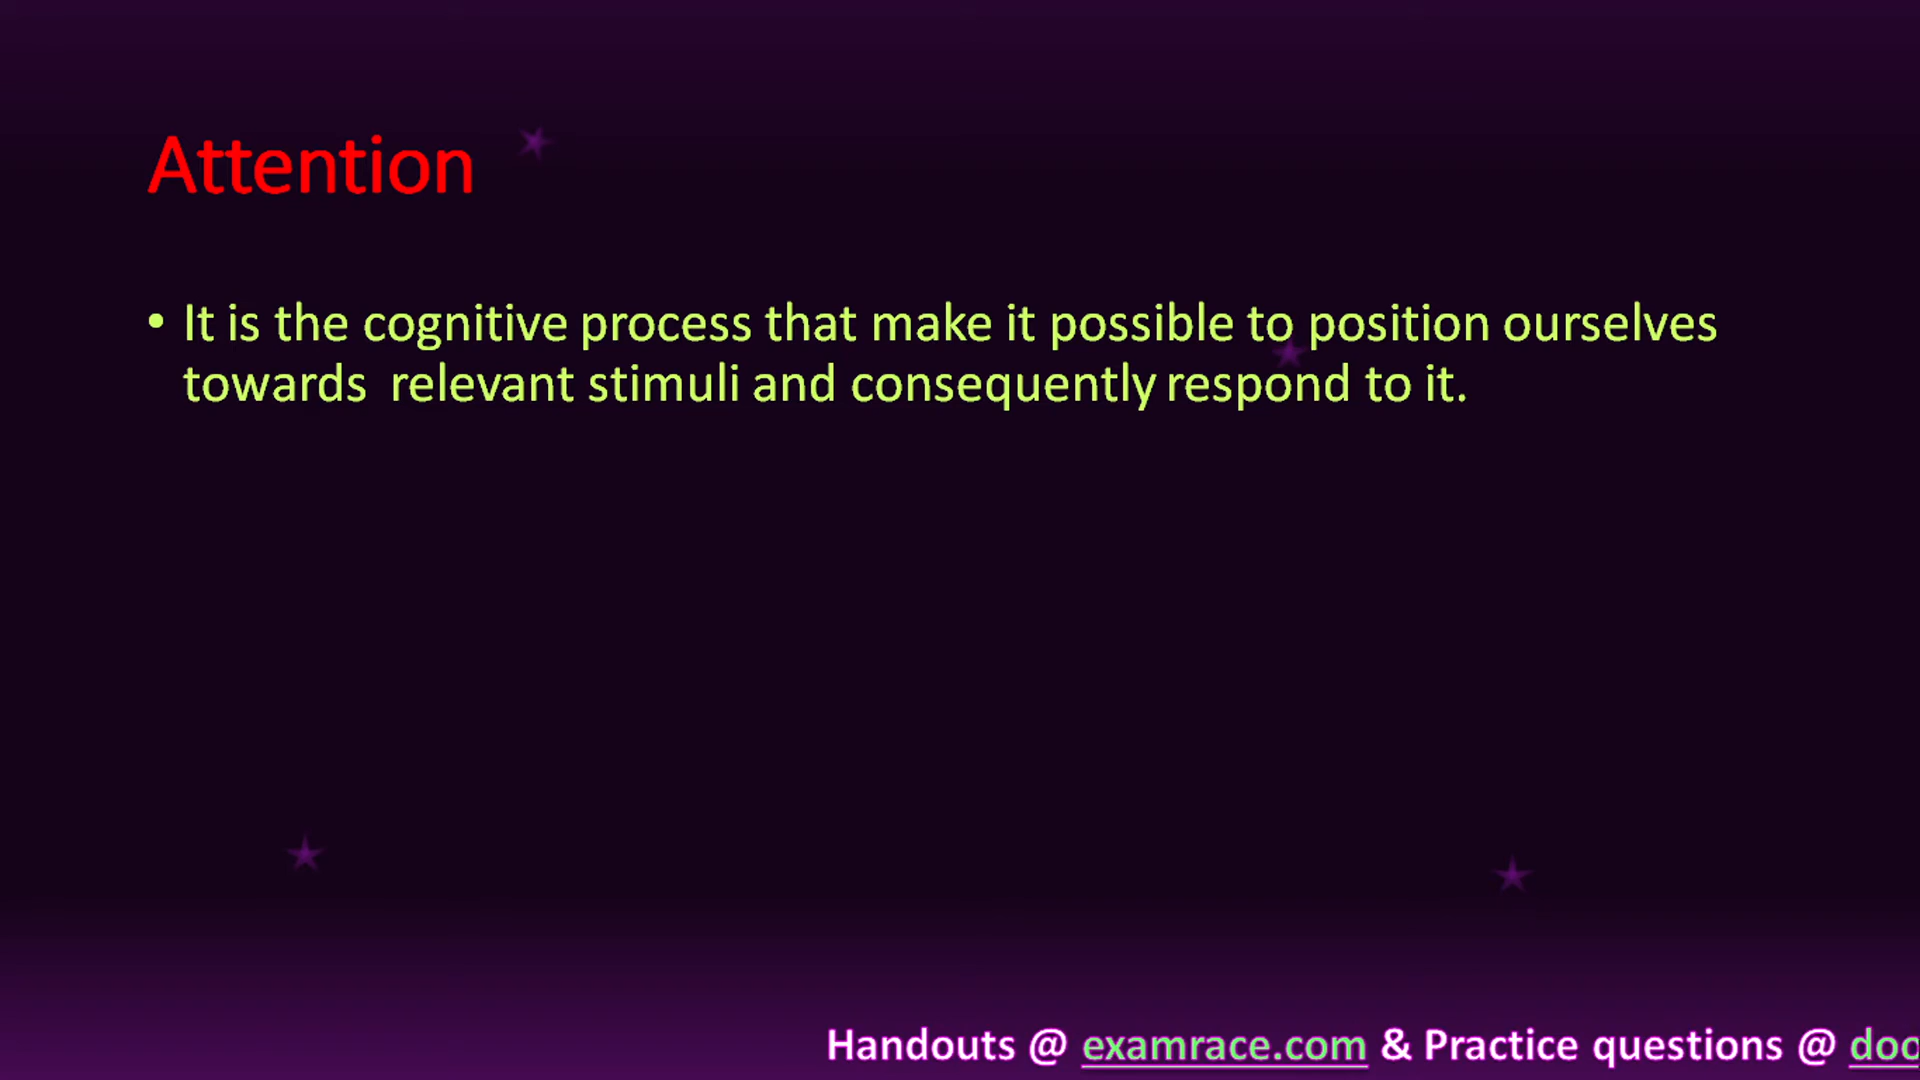 Attention
• It is the cognitive process that make it possible to position ourselves
towards relevant stimuli and consequently respond to it.
Handouts @ examrace.com & Practice questions @